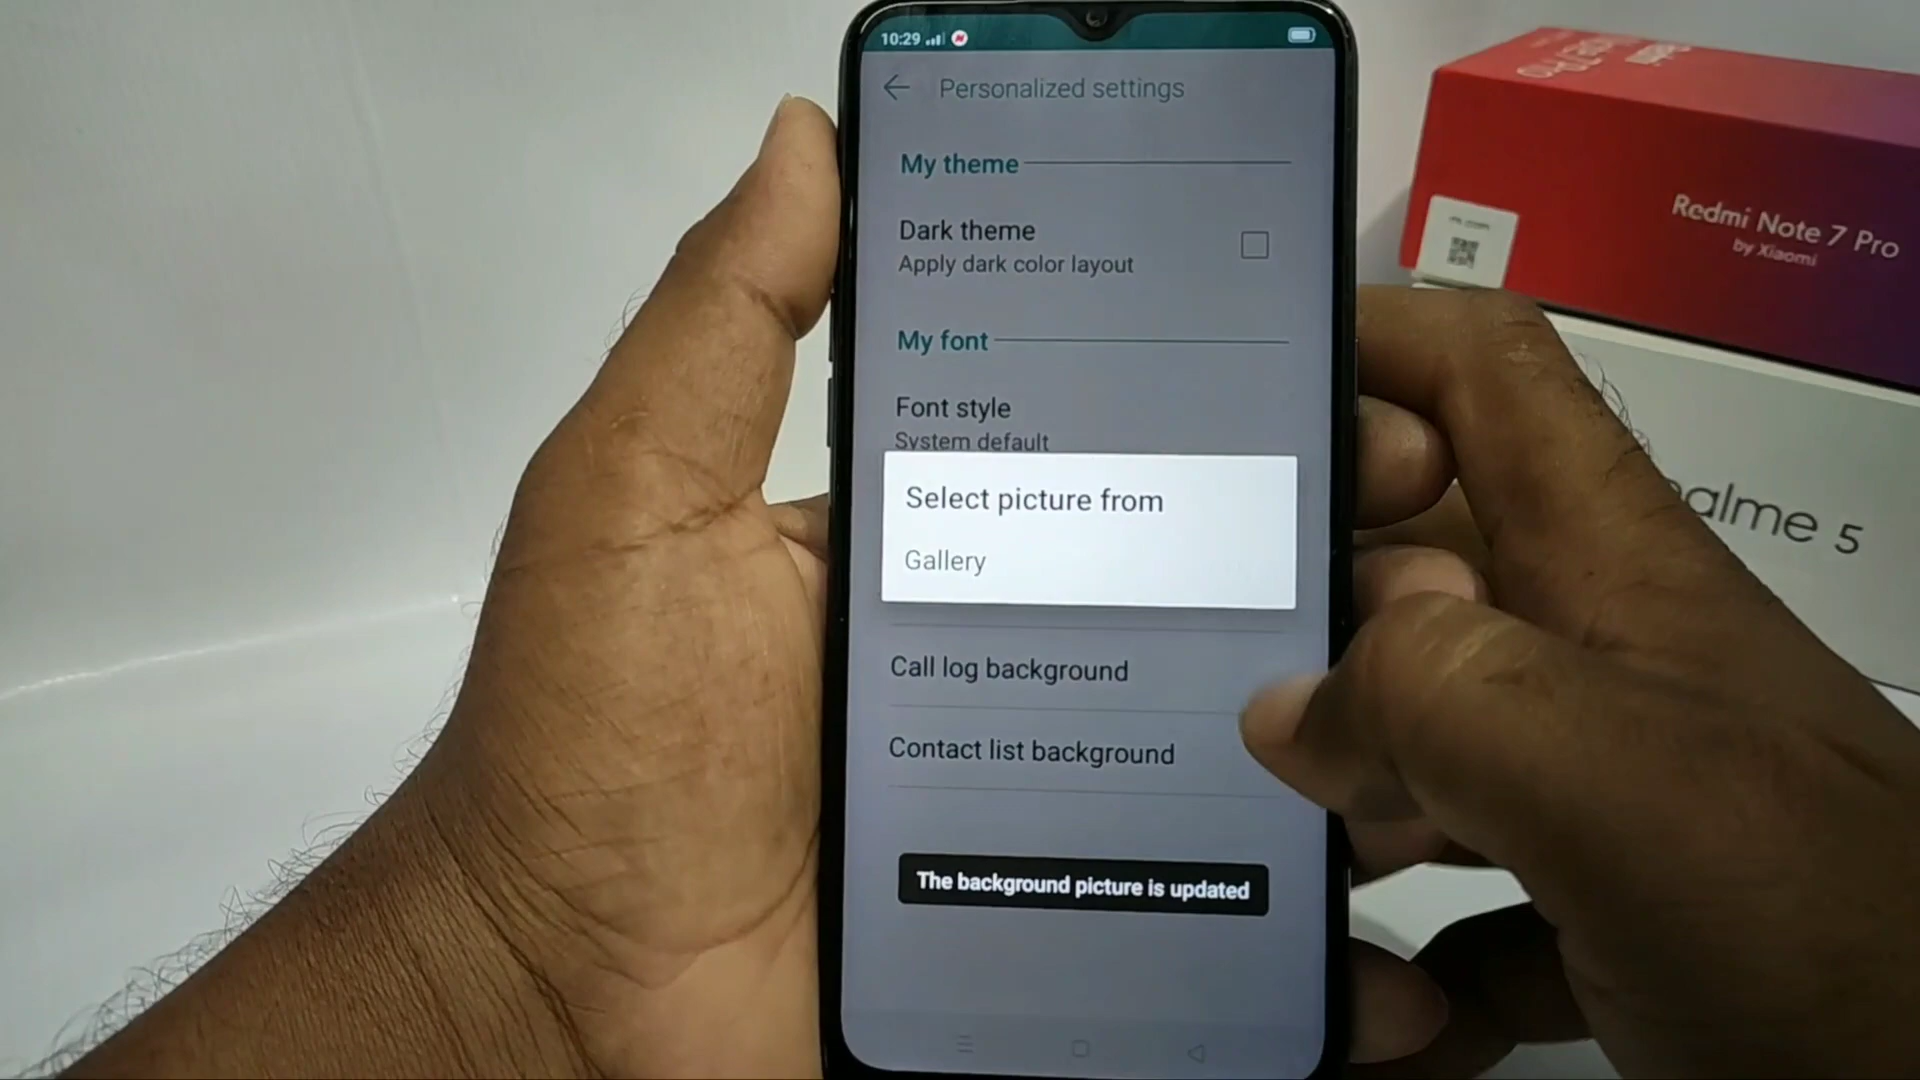 10:29
Personalized settings
My theme
Dark theme
Apply dark color layout
My font
Font style
System default
Select picture from
Gallery
Call log background
Contact list background
The background picture is updated
Redmi Note 7 Pro
by Xiaomi
alme 5